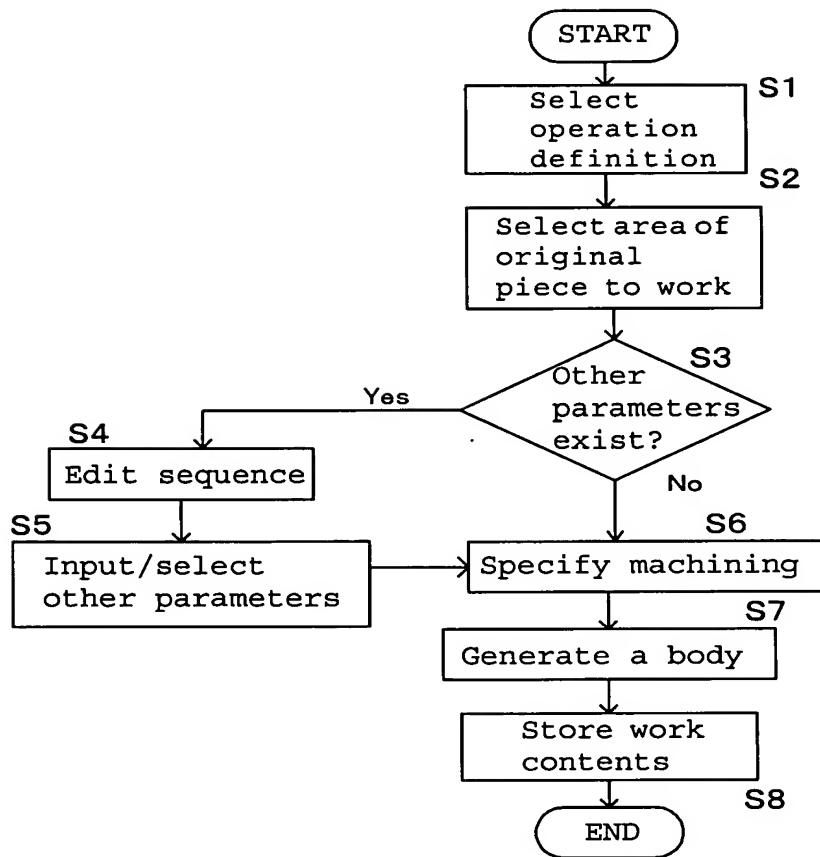 START
S1
Select
operation
definition
S2
Select area of
original
piece to work
S3
Other
parameters
exist?
Yes
No
S4
Edit sequence
S5
Input/select
other parameters
S6
Specify machining
S7
Generate a body
Store work
contents
S8
END